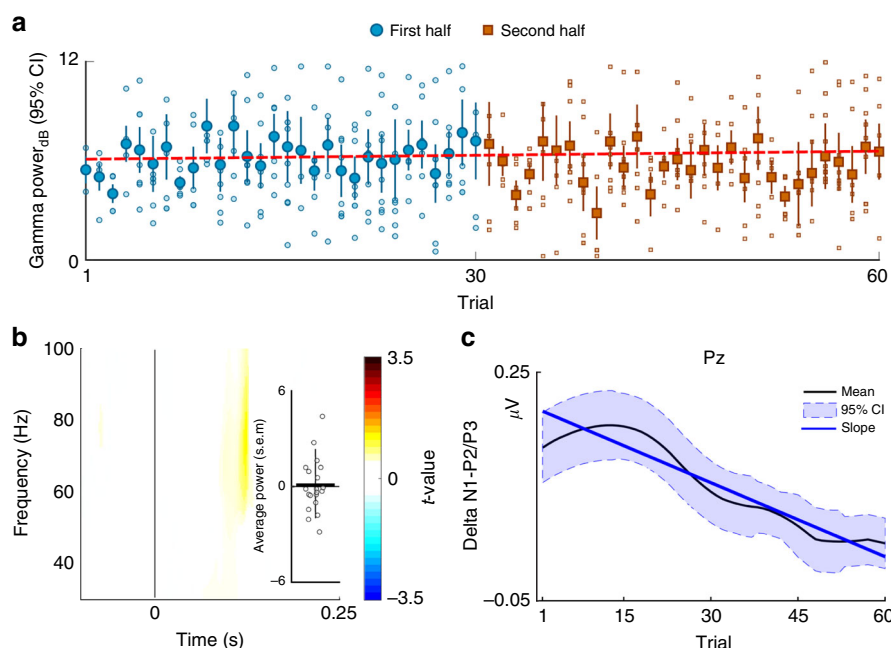 a
First half
Second half
Gamma power_dB (95% CI)
12
0
1
30
60
Trial
b
Frequency (Hz)
100
80
60
40
0
0.25
Time (s)
Average power (s.e.m)
6
0
−6
3.5
0
−3.5
t-value
c
Pz
Delta N1-P2/P3
μV
0.25
−0.05
Mean
95% CI
Slope
1
15
30
45
60
Trial